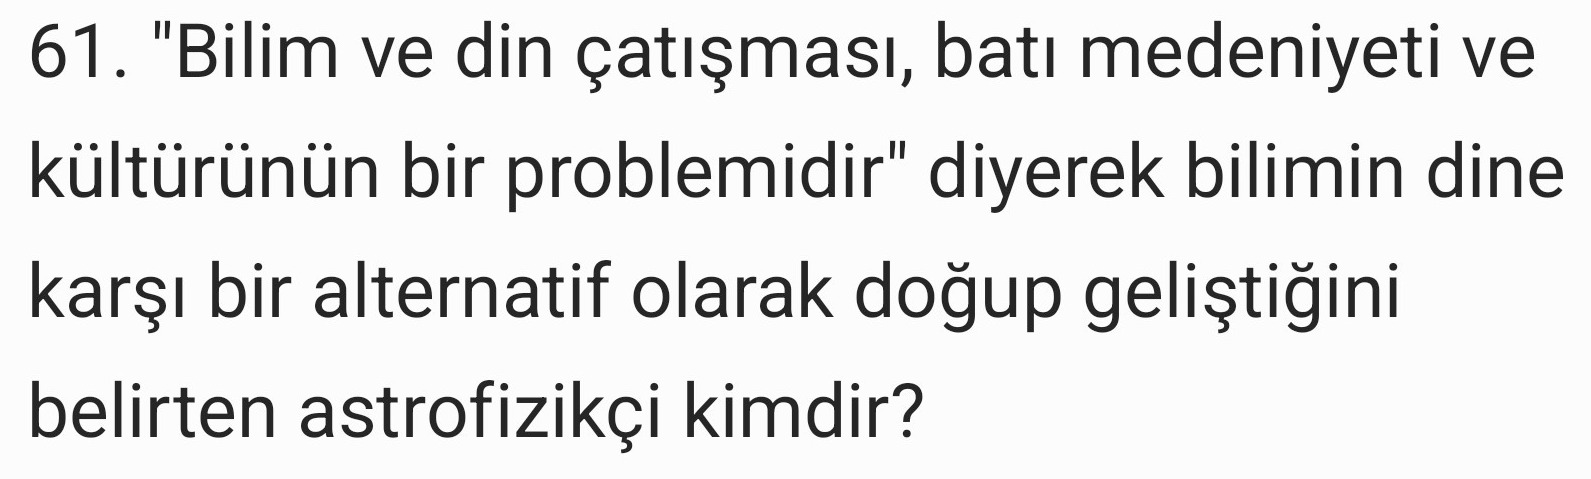 61. "Bilim ve din çatışması, batı medeniyeti ve
kültürünün bir problemidir" diyerek bilimin dine
karşı bir alternatif olarak doğup geliştiğini
belirten astrofizikçi kimdir?